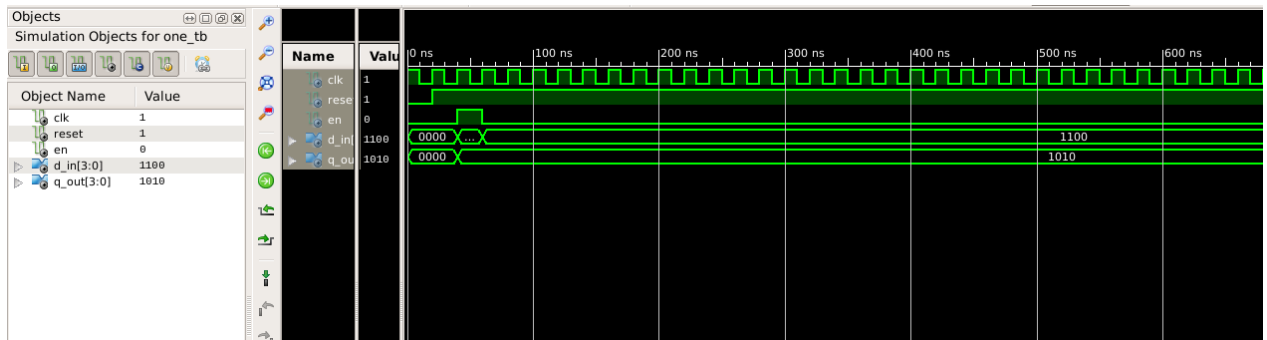 Objects
Simulation Objects for one_tb
Object Name Value
clk 1
reset 1
en 0
d_in[3:0] 1100
q_out[3:0] 1010
Name Valu
clk 1
rese 1
en 0
d_in[ 1100
q_ou 1010
0 ns 100 ns 200 ns 300 ns 400 ns 500 ns 600 ns
0000 ... 1100
0000 1010